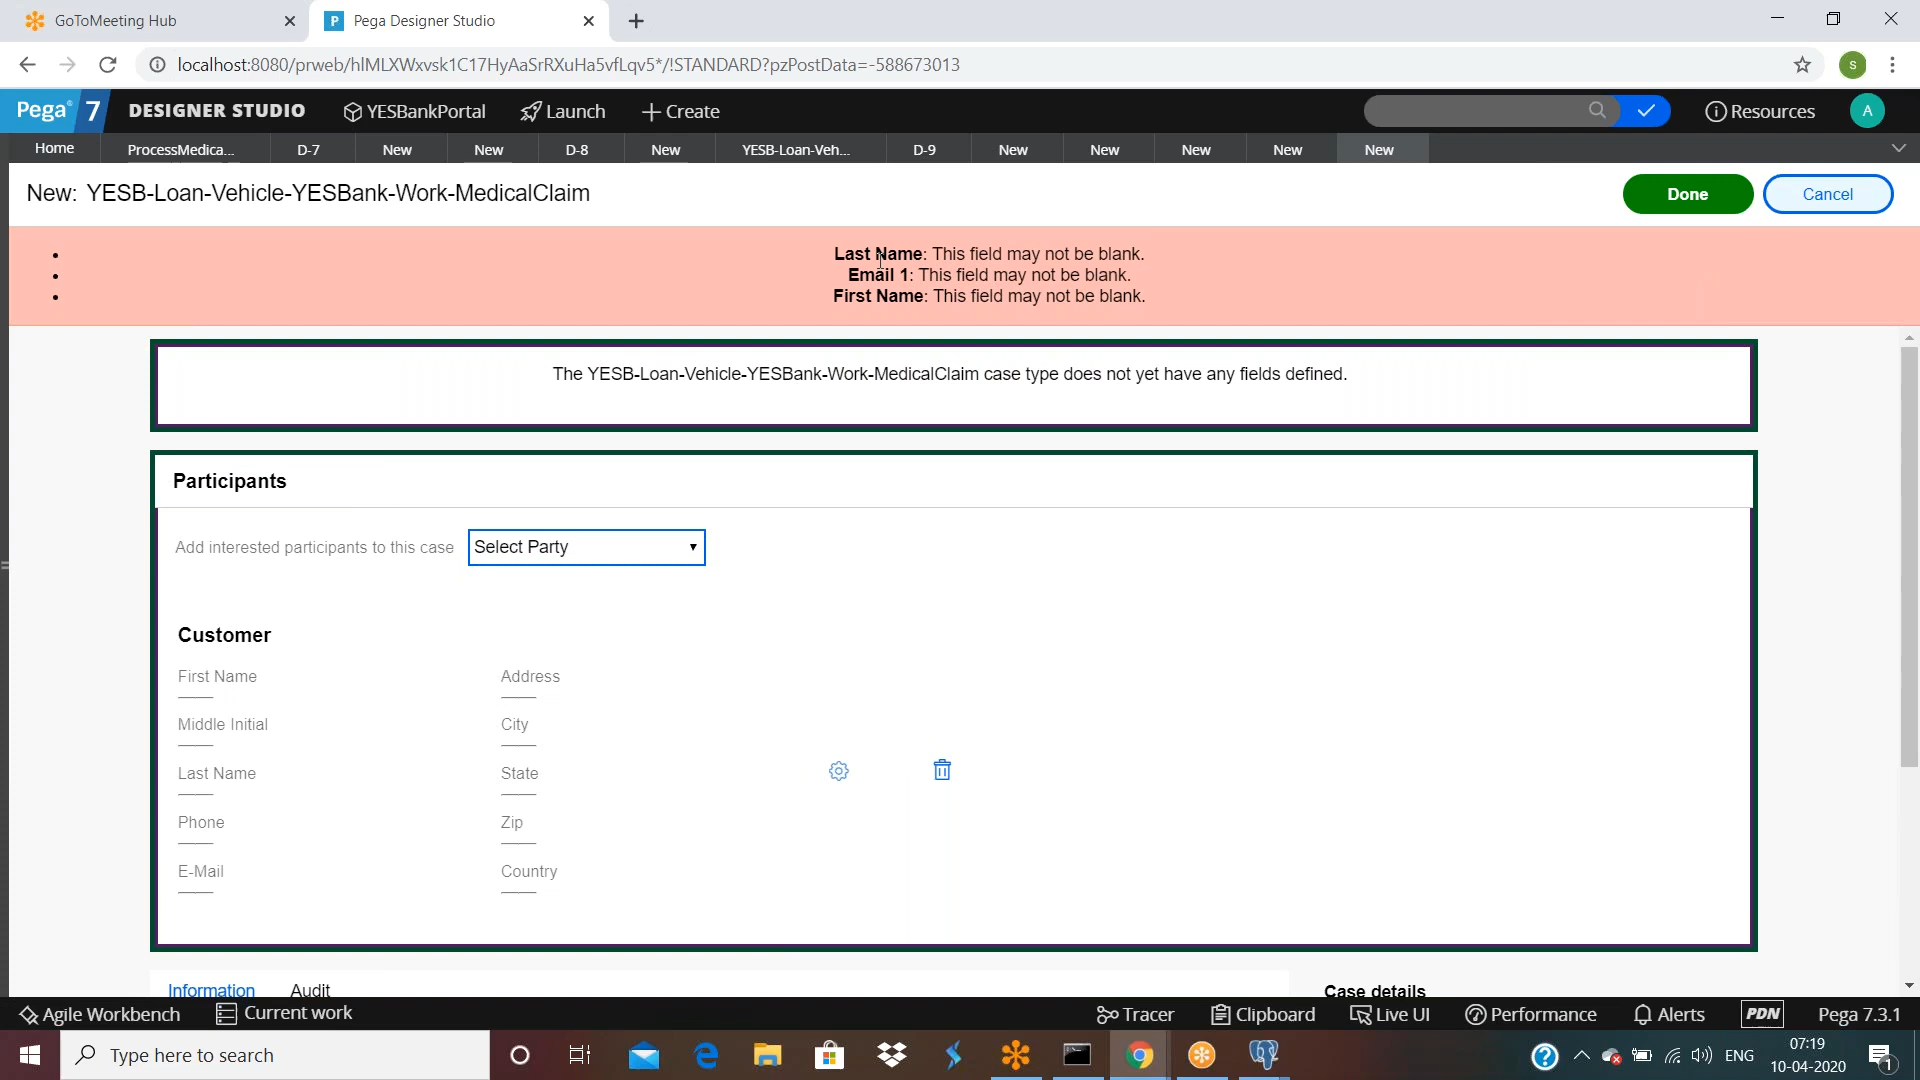 GoToMeeting Hub
P Pega Designer Studio
localhost:8080/prweb/hIMLXWxvsk1C17HyAaSrRXuHa5vfLqv5*/!STANDARD?pzPostData=-588673013
s
Pega 7 DESIGNER STUDIO YESBankPortal Launch Create Resources A
Home ProcessMedica... D-7 New New D-8 New YESB-Loan-Veh... D-9 New New New New New
New: YESB-Loan-Vehicle-YESBank-Work-MedicalClaim Done Cancel
• Last Name: This field may not be blank.
• Email 1: This field may not be blank.
• First Name: This field may not be blank.
The YESB-Loan-Vehicle-YESBank-Work-MedicalClaim case type does not yet have any fields defined.
Participants
Add interested participants to this case Select Party
Customer
First Name Address
Middle Initial City
Last Name State
Phone Zip
E-Mail Country
Information Audit Case details
Agile Workbench Current work Tracer Clipboard Live UI Performance Alerts PDN Pega 7.3.1
Type here to search ENG 07:19
10-04-2020 1